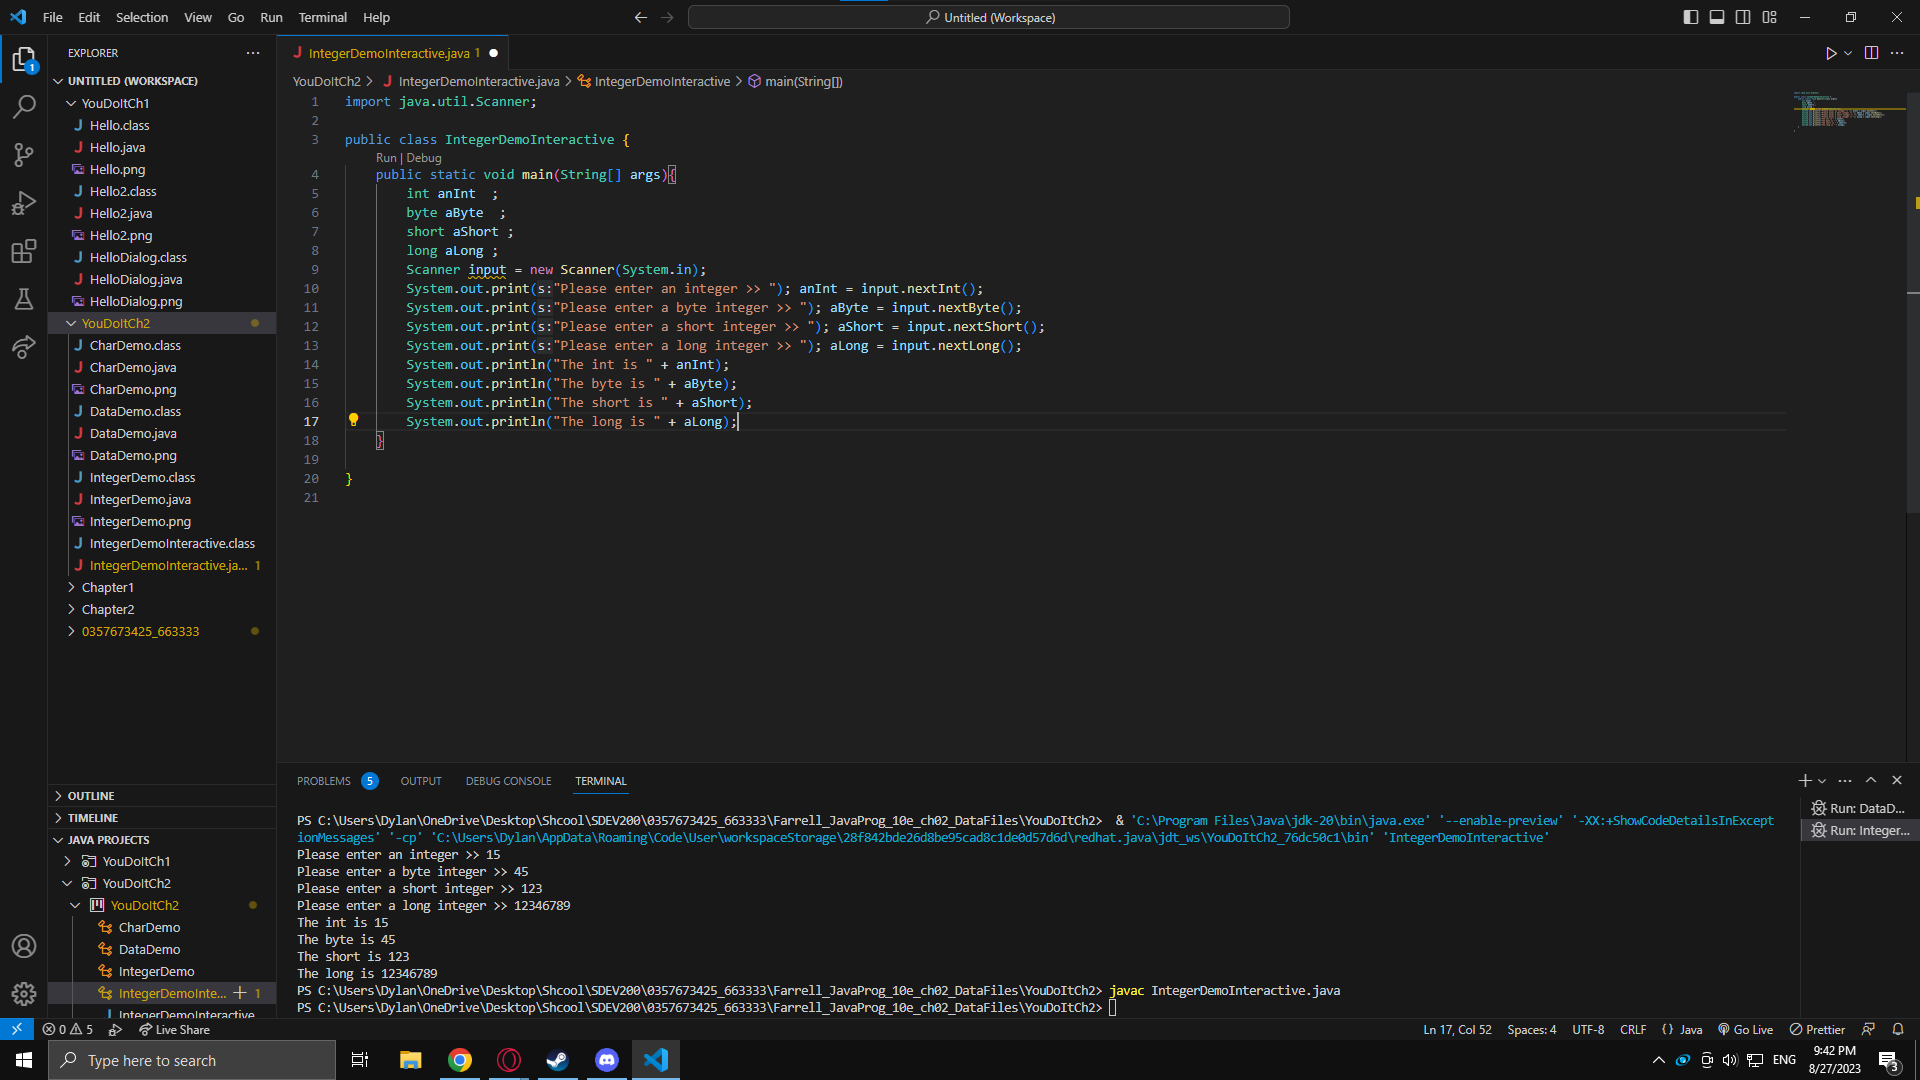 File Edit Selection View Go Run Terminal Help
Untitled (Workspace)
EXPLORER
UNTITLED (WORKSPACE)
YouDoItCh1
Hello.class
Hello.java
Hello.png
Hello2.class
Hello2.java
Hello2.png
HelloDialog.class
HelloDialog.java
HelloDialog.png
YouDoItCh2
CharDemo.class
CharDemo.java
CharDemo.png
DataDemo.class
DataDemo.java
DataDemo.png
IntegerDemo.class
IntegerDemo.java
IntegerDemo.png
IntegerDemoInteractive.class
IntegerDemoInteractive.ja... 1
Chapter1
Chapter2
0357673425_663333
OUTLINE
TIMELINE
JAVA PROJECTS
YouDoItCh1
YouDoItCh2
YouDoItCh2
CharDemo
DataDemo
IntegerDemo
IntegerDemoInte... 1
IntegerDemoInteractive
1
IntegerDemoInteractive.java 1
YouDoItCh2 > IntegerDemoInteractive.java > IntegerDemoInteractive > main(String[])
1 import java.util.Scanner;
2
3 public class IntegerDemoInteractive {
Run | Debug
4 public static void main(String[] args){
5 int anInt  ;
6 byte aByte  ;
7 short aShort ;
8 long aLong ;
9 Scanner input = new Scanner(System.in);
10 System.out.print(s:"Please enter an integer >> "); anInt = input.nextInt();
11 System.out.print(s:"Please enter a byte integer >> "); aByte = input.nextByte();
12 System.out.print(s:"Please enter a short integer >> "); aShort = input.nextShort();
13 System.out.print(s:"Please enter a long integer >> "); aLong = input.nextLong();
14 System.out.println("The int is " + anInt);
15 System.out.println("The byte is " + aByte);
16 System.out.println("The short is " + aShort);
17 System.out.println("The long is " + aLong);
18 }
19
20 }
21
PROBLEMS 5 OUTPUT DEBUG CONSOLE TERMINAL
PS C:\Users\Dylan\OneDrive\Desktop\Shcool\SDEV200\0357673425_663333\Farrell_JavaProg_10e_ch02_DataFiles\YouDoItCh2>  & 'C:\Program Files\Java\jdk-20\bin\java.exe' '--enable-preview' '-XX:+ShowCodeDetailsInExcept
ionMessages' '-cp' 'C:\Users\Dylan\AppData\Roaming\Code\User\workspaceStorage\28f842bde26d8be95cad8c1de0d57d6d\redhat.java\jdt_ws\YouDoItCh2_76dc50c1\bin' 'IntegerDemoInteractive'
Please enter an integer >> 15
Please enter a byte integer >> 45
Please enter a short integer >> 123
Please enter a long integer >> 12346789
The int is 15
The byte is 45
The short is 123
The long is 12346789
PS C:\Users\Dylan\OneDrive\Desktop\Shcool\SDEV200\0357673425_663333\Farrell_JavaProg_10e_ch02_DataFiles\YouDoItCh2> javac IntegerDemoInteractive.java
PS C:\Users\Dylan\OneDrive\Desktop\Shcool\SDEV200\0357673425_663333\Farrell_JavaProg_10e_ch02_DataFiles\YouDoItCh2>
Run: DataD...
Run: Integer...
0 5 Live Share
Ln 17, Col 52 Spaces: 4 UTF-8 CRLF {} Java Go Live Prettier
Type here to search
ENG
9:42 PM
8/27/2023
3